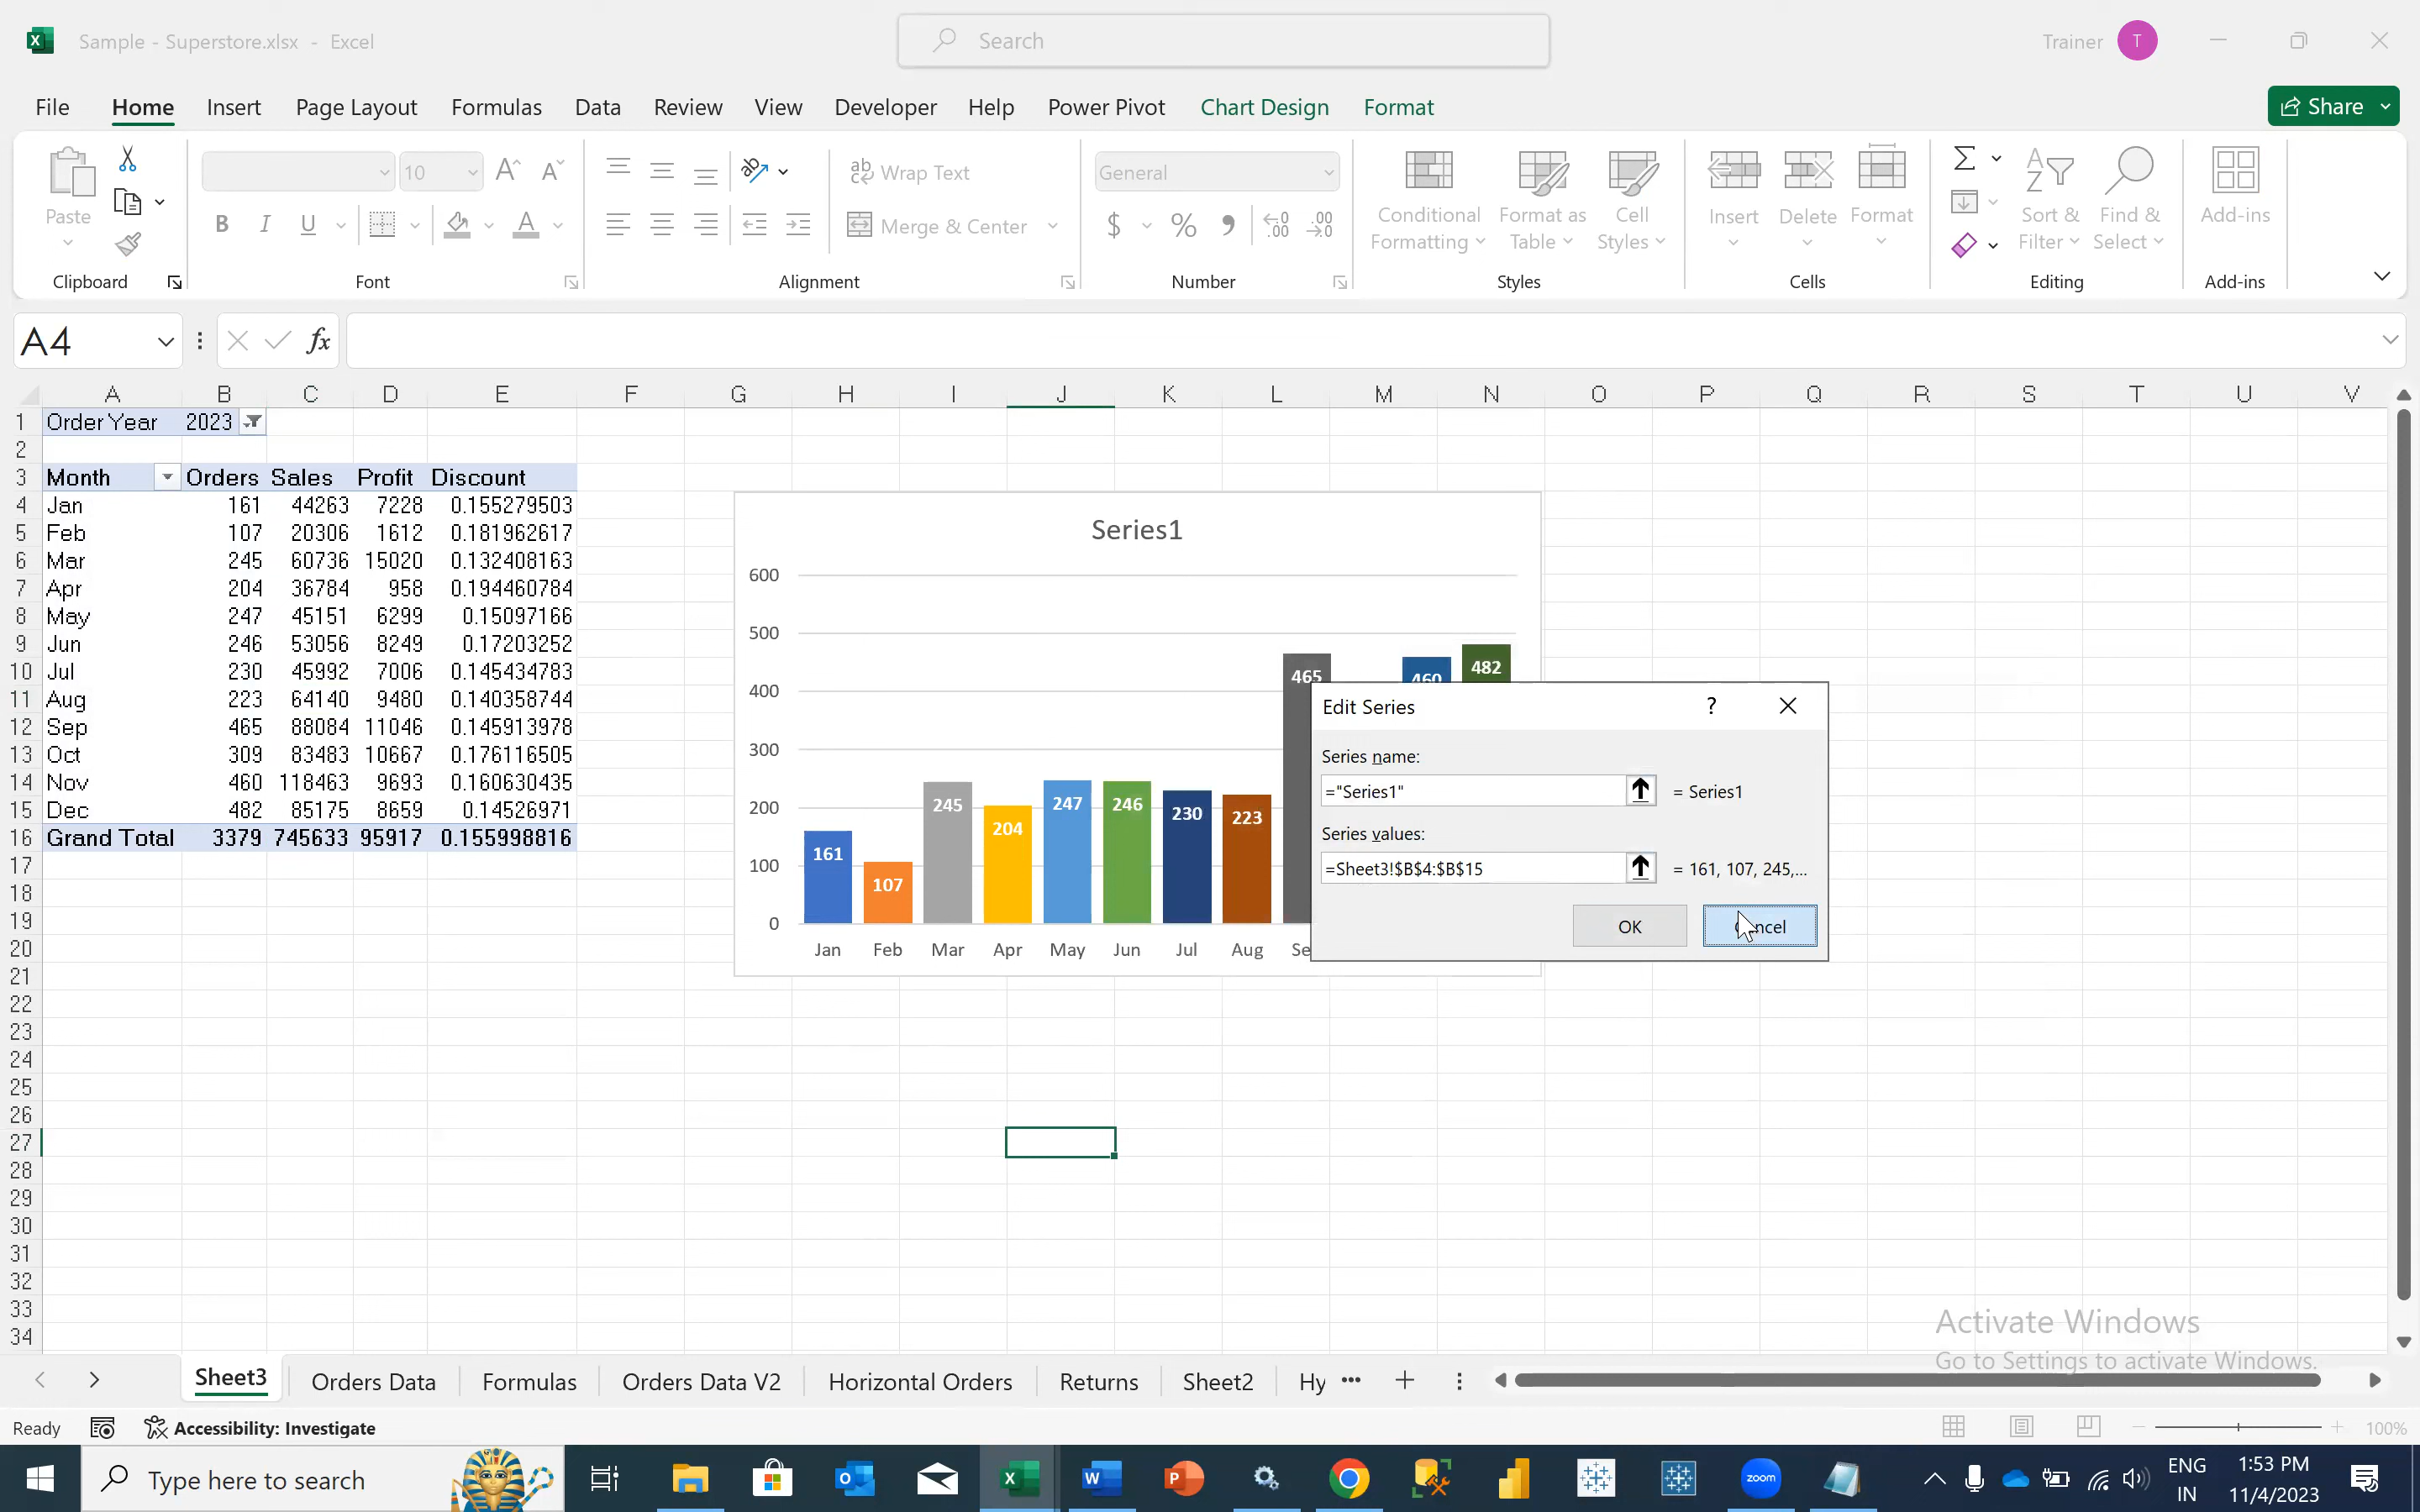 Sample - Superstore.xlsx - Excel
Search
Trainer T
File Home Insert Page Layout Formulas Data Review View Developer Help Power Pivot Chart Design Format
Share
Paste
10
Wrap Text
General
Merge & Center
Conditional Formatting
Format as Table
Cell Styles
Insert
Delete
Format
Sort & Filter
Find & Select
Add-ins
Clipboard Font Alignment Number Styles Cells Editing Add-ins
A4
A B C D E F G H I J K L M N O P Q R S T U V
1 Order Year 2023
2
3 Month Orders Sales Profit Discount
4 Jan 161 44263 7228 0.155279503
5 Feb 107 20306 1612 0.181962617
6 Mar 245 60736 15020 0.132408163
7 Apr 204 36784 958 0.194460784
8 May 247 45151 6299 0.15097166
9 Jun 246 53056 8249 0.17203252
10 Jul 230 45992 7006 0.145434783
11 Aug 223 64140 9480 0.140358744
12 Sep 465 88084 11046 0.145913978
13 Oct 309 83483 10667 0.176116505
14 Nov 460 118463 9693 0.160630435
15 Dec 482 85175 8659 0.14526971
16 Grand Total 3379 745633 95917 0.155998816
17
18
19
20
21
22
23
24
25
26
27
28
29
30
31
32
33
34
Series1
600
500
400
300
200
100
0
161 107 245 204 247 246 230 223 465 460 482
Jan Feb Mar Apr May Jun Jul Aug
Edit Series ?
Series name:
="Series1" = Series1
Series values:
=Sheet3!$B$4:$B$15 = 161, 107, 245,...
OK
Activate Windows
Go to Settings to activate Windows.
Sheet3 Orders Data Formulas Orders Data V2 Horizontal Orders Returns Sheet2 Hy
Ready Accessibility: Investigate 100%
Type here to search
zoom
ENG
IN
1:53 PM
11/4/2023